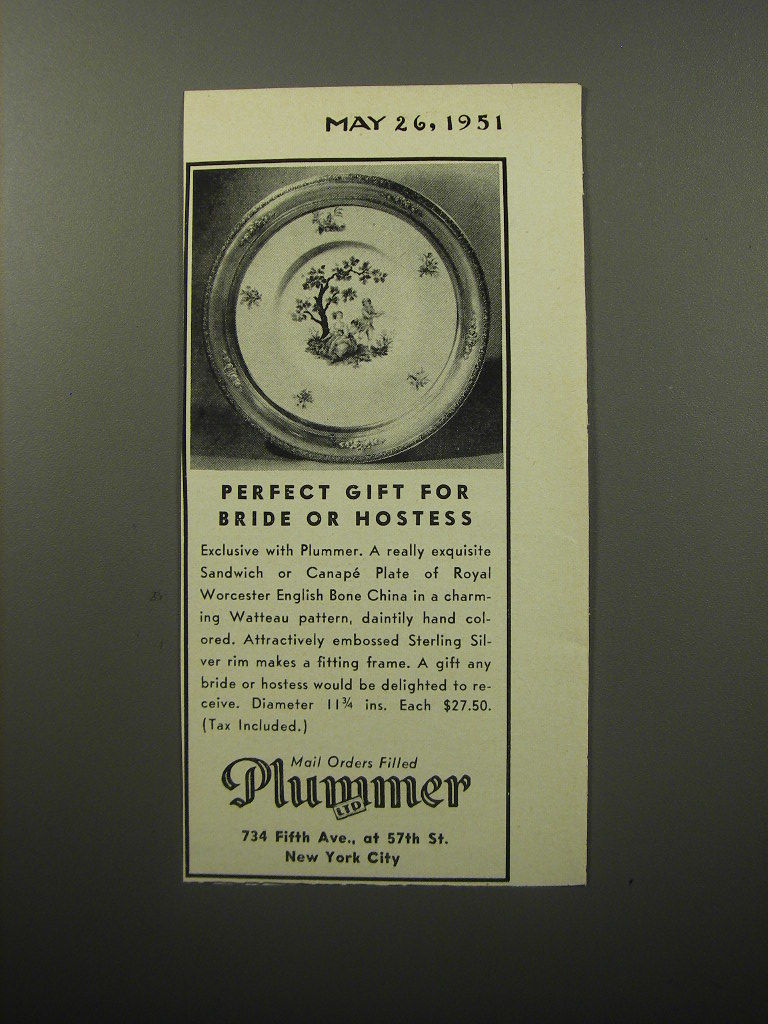 MAY 26, 1951
PERFECT GIFT FOR
BRIDE OR HOSTESS
Exclusive with Plummer. A really exquisite
Sandwich or Canapé Plate of Royal
Worcester English Bone China in a charm-
ing Watteau pattern, daintily hand col-
ored. Attractively embossed Sterling Sil-
ver rim makes a fitting frame. A gift any
bride or hostess would be delighted to re-
ceive. Diameter 11¾ ins. Each $27.50.
(Tax Included.)
Mail Orders Filled
Plummer
LTD
734 Fifth Ave., at 57th St.
New York City